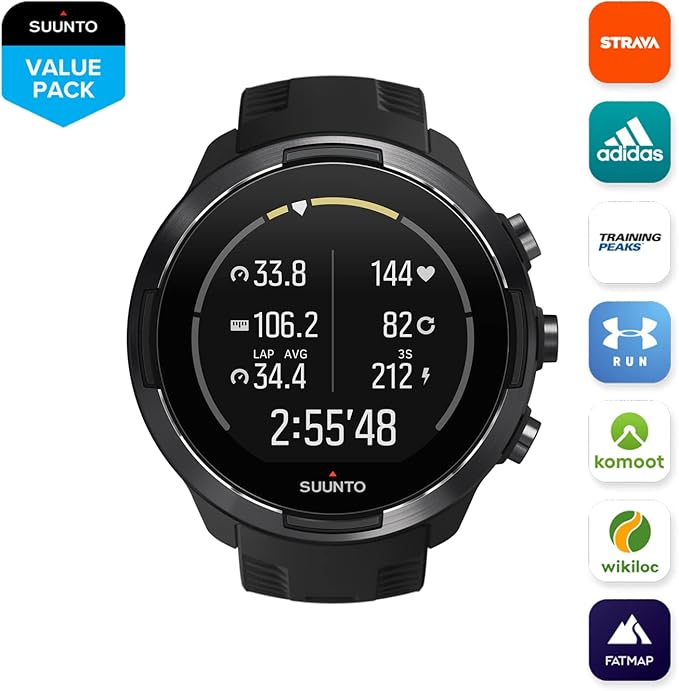 SUUNTO
VALUE
PACK
33.8 144
106.2 82
LAP AVG 3S
34.4 212
2:55'48
SUUNTO
STRAVA
adidas
TRAINING
PEAKS
RUN
komoot
wikiloc
FATMAP